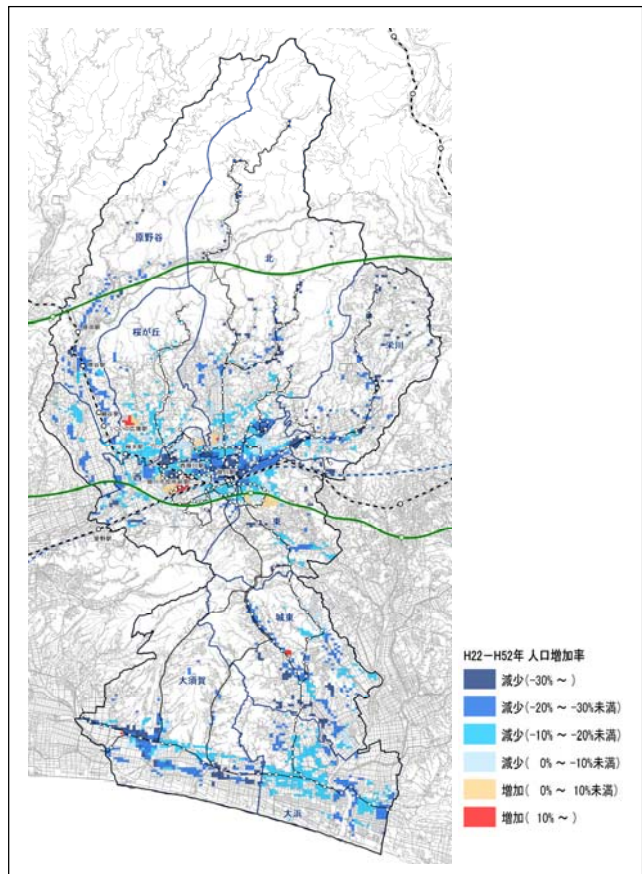 原野谷
北
桜が丘
栄川
東
城東
大須賀
大浜
H22－H52年 人口増加率
減少(-30% ～ )
減少(-20% ～ -30%未満)
減少(-10% ～ -20%未満)
減少( 0% ～ -10%未満)
増加( 0% ～ 10%未満)
増加( 10% ～ )